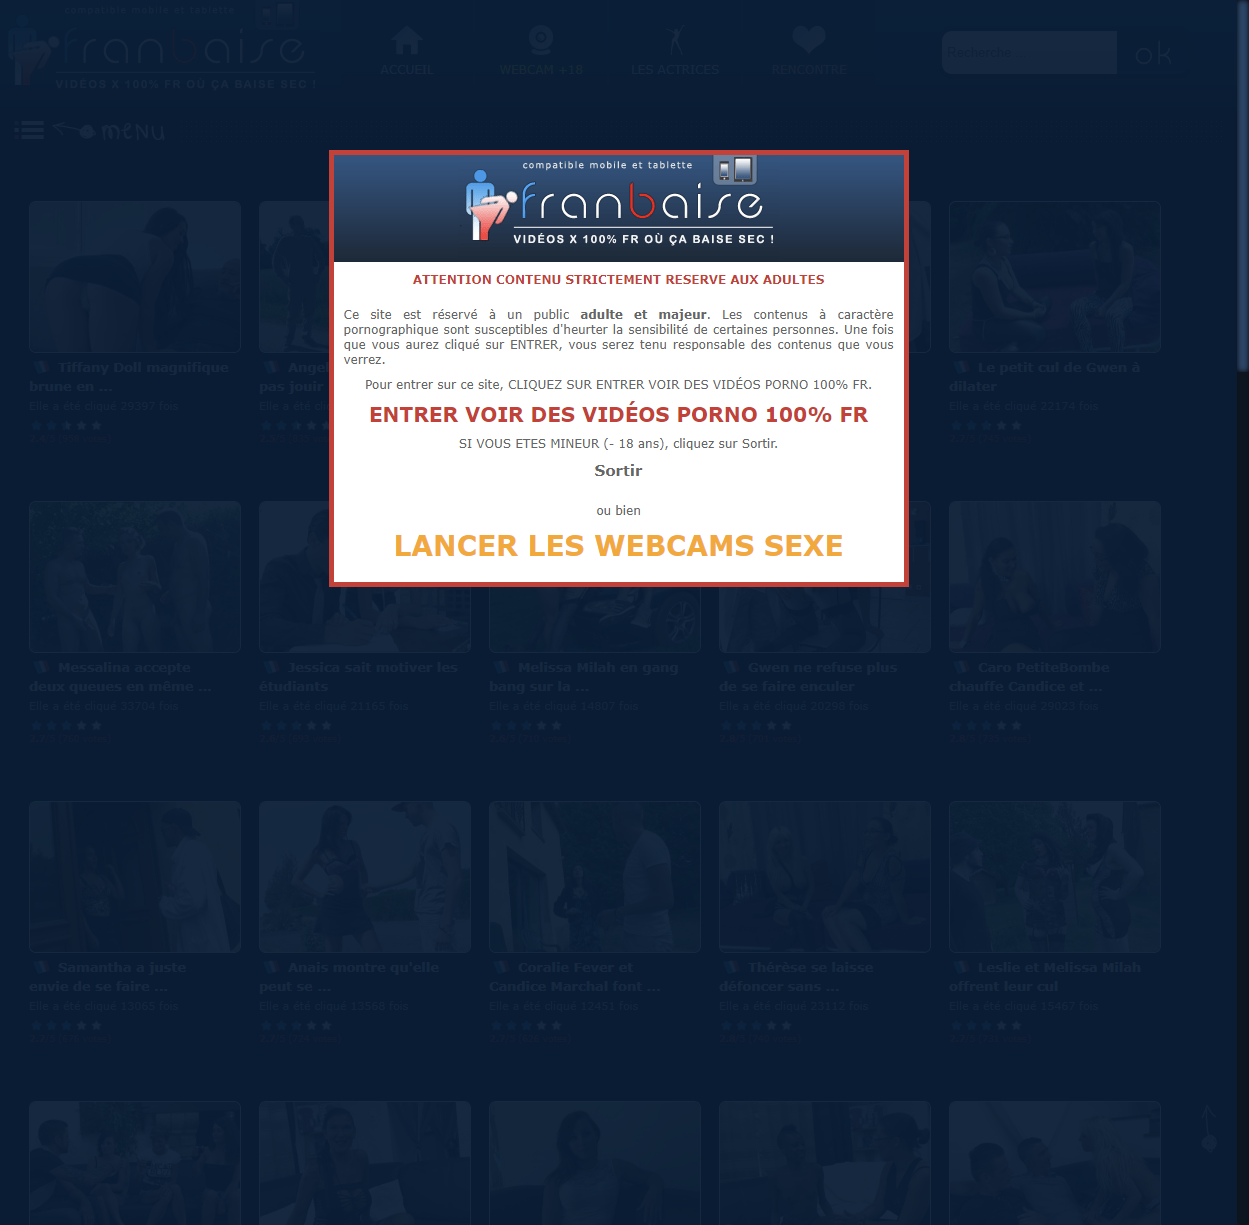 compatible mobile et tablette
franbaise
VIDÉOS X 100% FR OÙ ÇA BAISE SEC !
ACCUEIL
WEBCAM +18
LES ACTRICES
RENCONTRE
Recherche
ok
menu
compatible mobile et tablette
franbaise
VIDÉOS X 100% FR OÙ ÇA BAISE SEC !
ATTENTION CONTENU STRICTEMENT RESERVE AUX ADULTES
Ce site est réservé à un public adulte et majeur. Les contenus à caractère
pornographique sont susceptibles d'heurter la sensibilité de certaines personnes. Une fois
que vous aurez cliqué sur ENTRER, vous serez tenu responsable des contenus que vous
verrez.
Pour entrer sur ce site, CLIQUEZ SUR ENTRER VOIR DES VIDÉOS PORNO 100% FR.
ENTRER VOIR DES VIDÉOS PORNO 100% FR
SI VOUS ETES MINEUR (- 18 ans), cliquez sur Sortir.
Sortir
ou bien
LANCER LES WEBCAMS SEXE
Tiffany Doll magnifique
brune en ...
Elle a été cliqué 29397 fois
pas jouir
Le petit cul de Gwen à
dilater
Elle a été cliqué 22174 fois
Messalina accepte
deux queues en même ...
Elle a été cliqué 33704 fois
Jessica sait motiver les
étudiants
Elle a été cliqué 21165 fois
Melissa Milah en gang
bang sur la ...
Elle a été cliqué 14807 fois
Gwen ne refuse plus
de se faire enculer
Elle a été cliqué 20298 fois
Caro PetiteBombe
chauffe Candice et ...
Elle a été cliqué 29023 fois
Samantha a juste
envie de se faire ...
Elle a été cliqué 13065 fois
Anais montre qu'elle
peut se ...
Elle a été cliqué 13568 fois
Coralie Fever et
Candice Marchal font ...
Elle a été cliqué 12451 fois
Thérèse se laisse
défoncer sans ...
Elle a été cliqué 23112 fois
Leslie et Melissa Milah
offrent leur cul
Elle a été cliqué 15487 fois